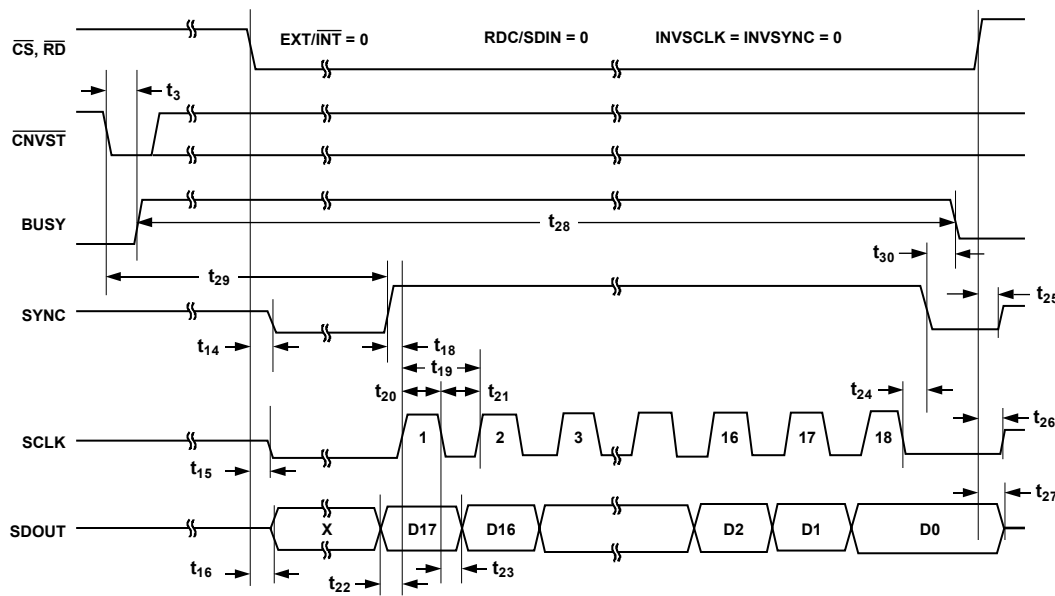 EXT/INT = 0 RDC/SDIN = 0 INVSCLK = INVSYNC = 0
CS, RD
t3
CNVST
BUSY
t28
t30
t29
t25
SYNC
t14
t18
t19
t20
t21
t24
t26
SCLK
1 2 3 16 17 18
t15
t27
SDOUT
X D17 D16 D2 D1 D0
t16
t22
t23